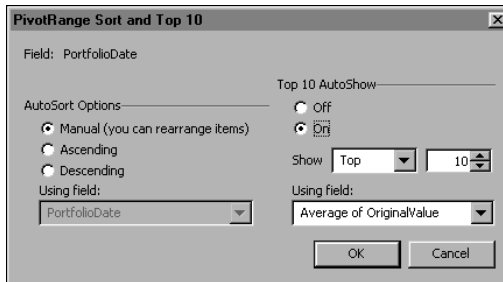 PivotRange Sort and Top 10
Field: PortfolioDate
AutoSort Options
Manual (you can rearrange items)
Ascending
Descending
Using field:
PortfolioDate
Top 10 AutoShow
Off
On
Show Top 10
Using field:
Average of OriginalValue
OK Cancel